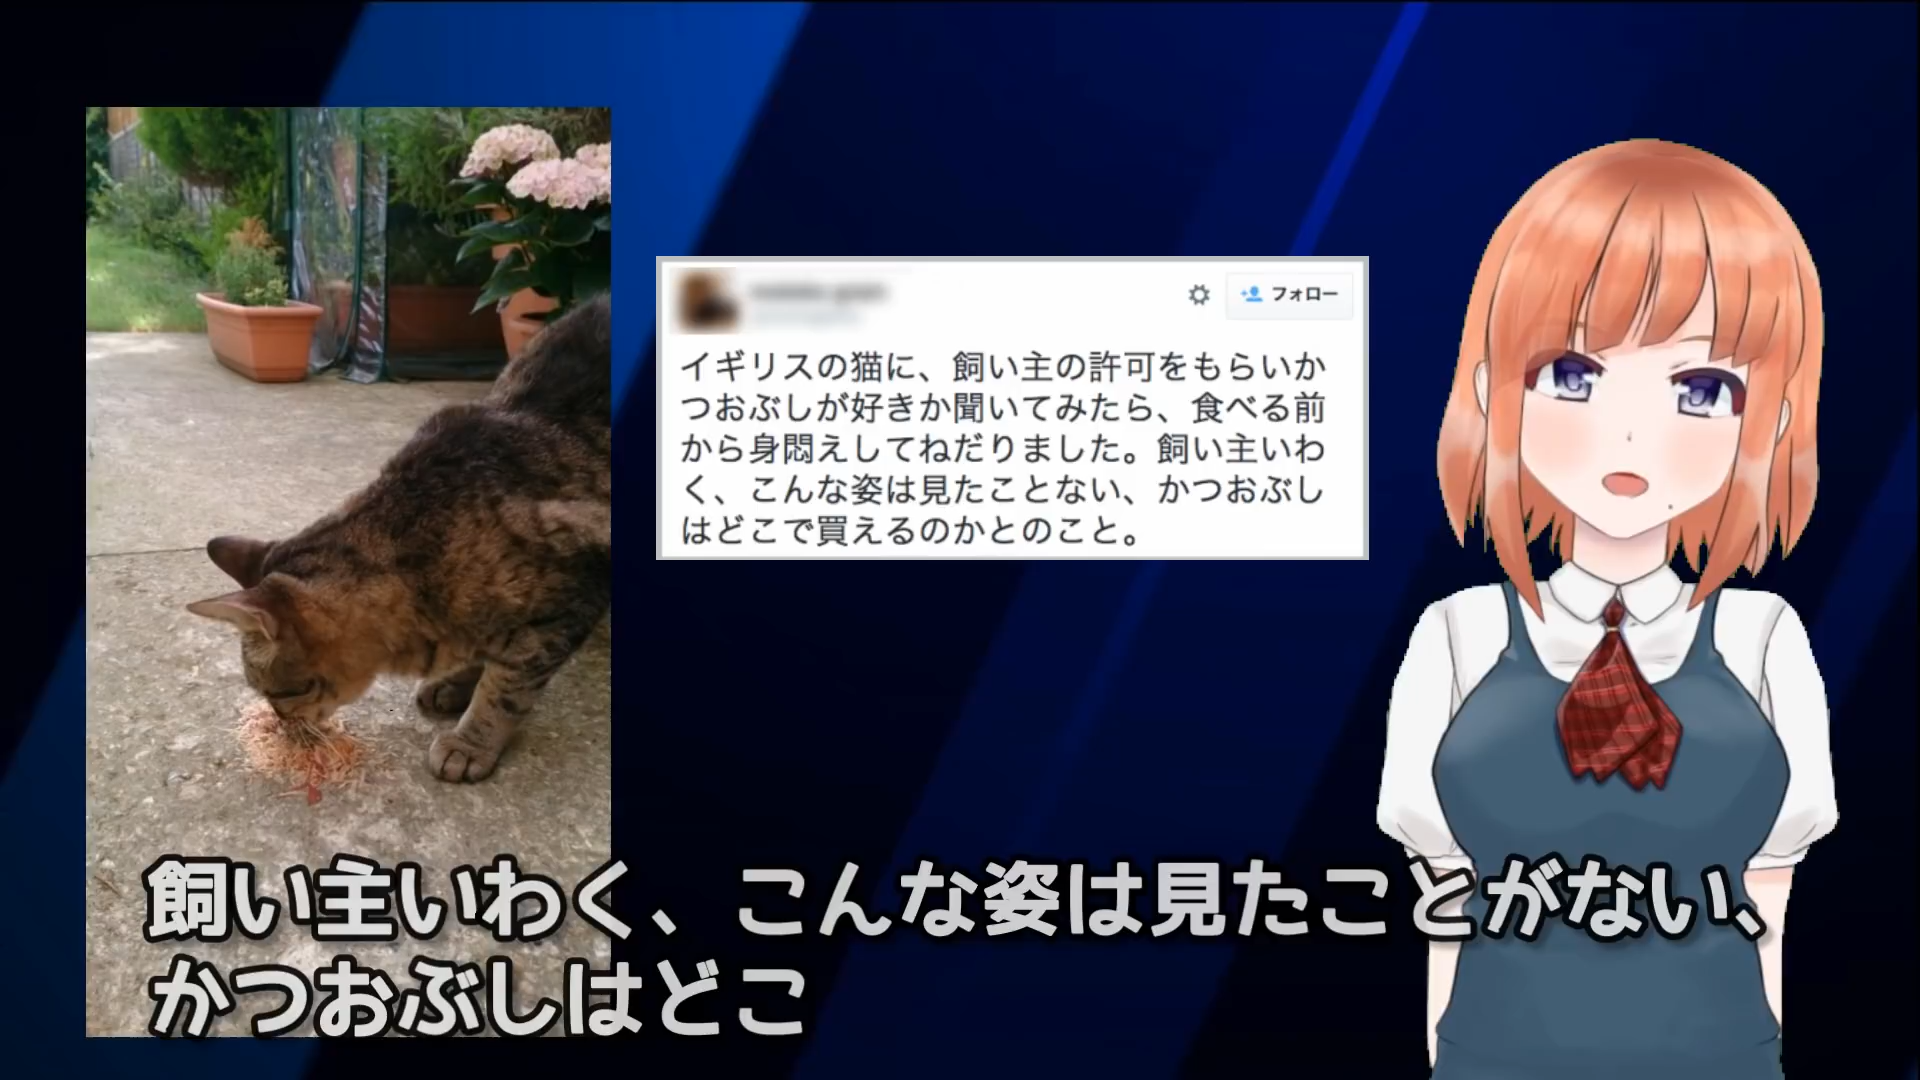 フォロー
イギリスの猫に、飼い主の許可をもらいか
つおぶしが好きか聞いてみたら、食べる前
から身悶えしてねだりました。飼い主いわ
く、こんな姿は見たことない、かつおぶし
はどこで買えるのかとのこと。
飼い主いわく、こんな姿は見たことがない、
かつおぶしはどこ